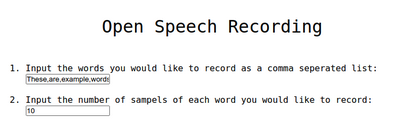 Open Speech Recording
1. Input the words you would like to record as a comma seperated list:
These,are,example,words
2. Input the number of sampels of each word you would like to record:
10